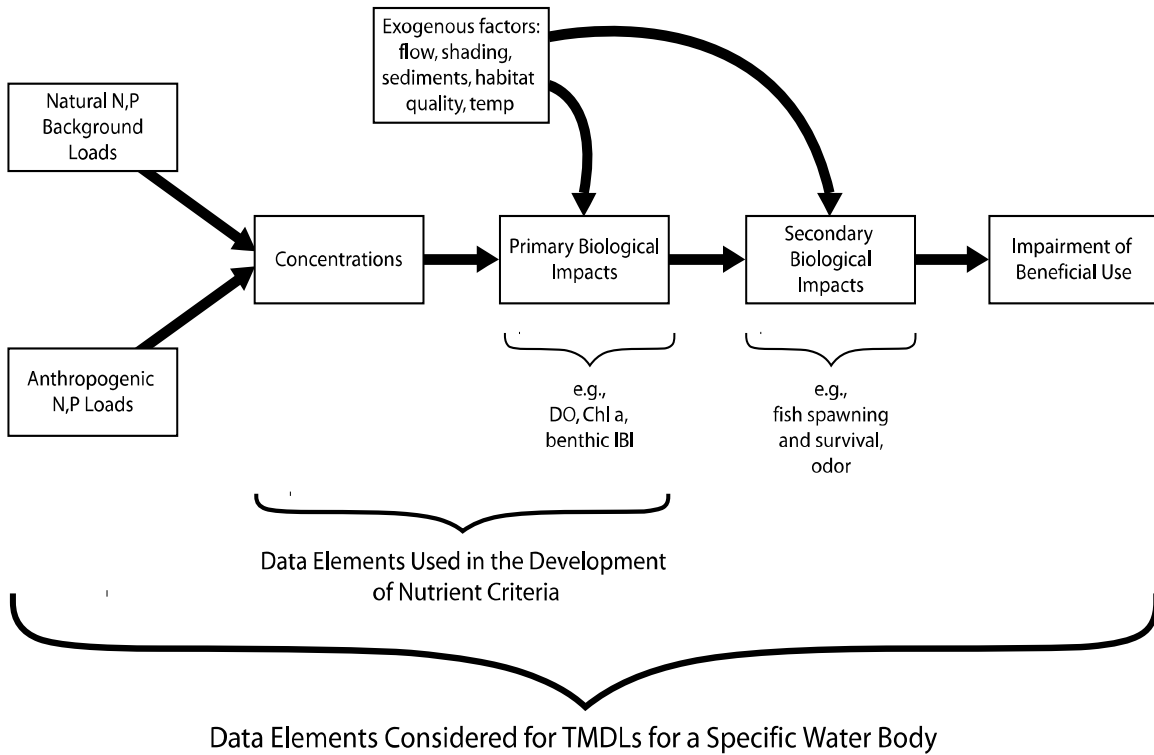 Exogenous factors:
flow, shading,
sediments, habitat
quality, temp
Natural N,P
Background
Loads
Concentrations
Primary Biological
Impacts
Secondary
Biological
Impacts
Impairment of
Beneficial Use
Anthropogenic
N,P Loads
e.g.,
DO, Chl a,
benthic IBI
e.g.,
fish spawning
and survival,
odor
Data Elements Used in the Development
of Nutrient Criteria
Data Elements Considered for TMDLs for a Specific Water Body